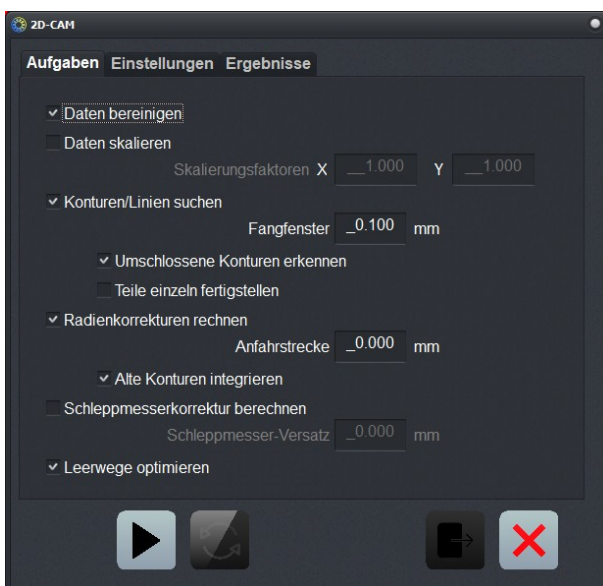 2D-CAM
Aufgaben Einstellungen Ergebnisse
Daten bereinigen
Daten skalieren
Skalierungsfaktoren X __1.000 Y __1.000
Konturen/Linien suchen
Fangfenster _0.100 mm
Umschlossene Konturen erkennen
Teile einzeln fertigstellen
Radienkorrekturen rechnen
Anfahrstrecke _0.000 mm
Alte Konturen integrieren
Schleppmesserkorrektur berechnen
Schleppmesser-Versatz _0.000 mm
Leerwege optimieren